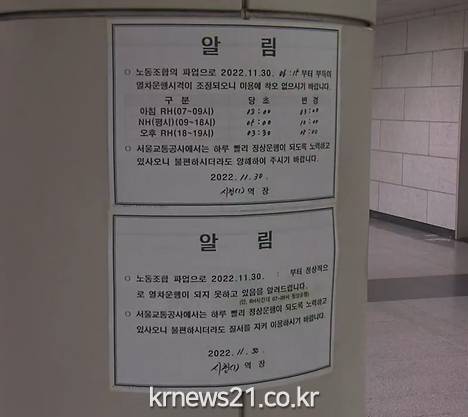 알 림
○ 노동조합의 파업으로 2022.11.30. 부터 부득이
열차운행시각이 조정되오니 이용에 착오 없으시기 바랍니다.
구 분 당 초 변 경
아침 RH(07~09시)
NH(평시)(09~18시)
오후 RH(18~19시)
○ 서울교통공사에서는 하루 빨리 정상운행이 되도록 노력하고
있사오니 불편하시더라도 양해하여 주시기 바랍니다.
2022. 11. 30.
시청(1) 역 장
알 림
○ 노동조합 파업으로 2022.11.30. : 부터 정상적으
로 열차운행이 되지 못하고 있음을 알려드립니다.
○ 서울교통공사에서는 하루 빨리 정상운행이 되도록 노력하고
있사오니 불편하시더라도 질서를 지켜 이용하시기 바랍니다.
2022. 11. 30.
시청(1) 역 장
krnews21.co.kr